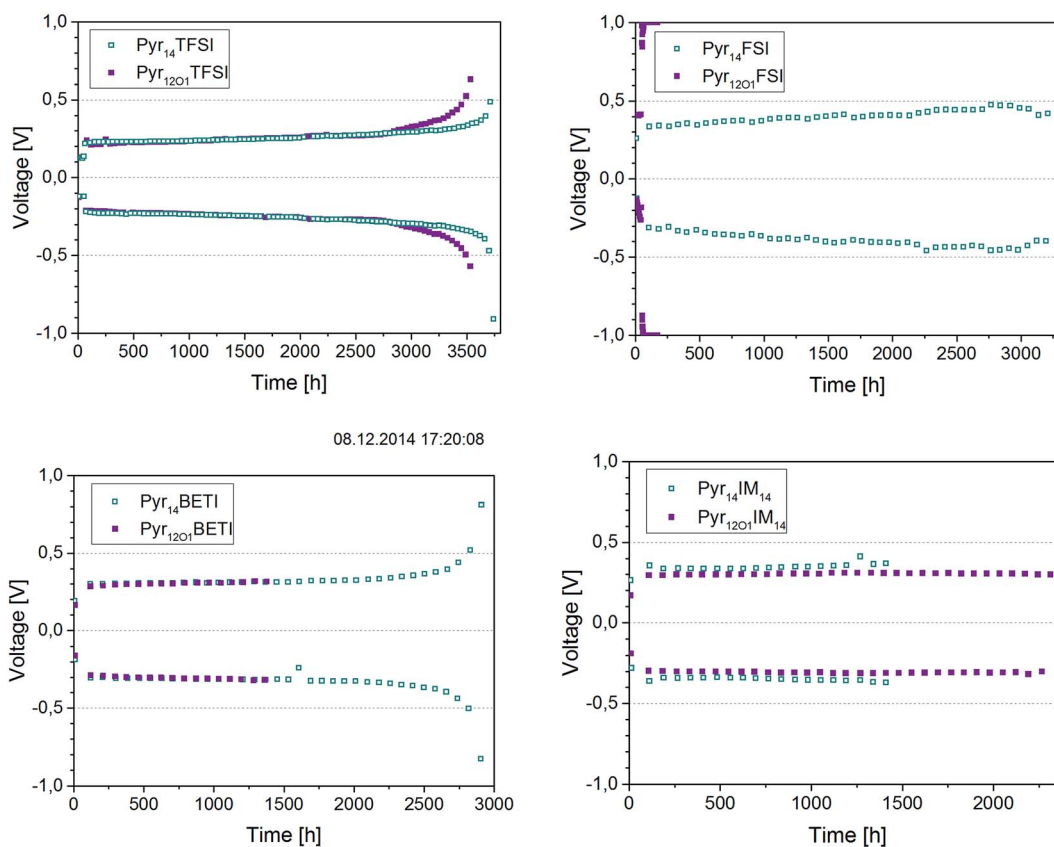 1,0
0,5
0,0
-0,5
-1,0
Voltage [V]
Pyr₁₄TFSI
Pyr₁₂O₁TFSI
0 500 1000 1500 2000 2500 3000 3500
Time [h]
1,0
0,5
0,0
-0,5
-1,0
Voltage [V]
Pyr₁₄FSI
Pyr₁₂O₁FSI
0 500 1000 1500 2000 2500 3000
Time [h]
08.12.2014 17:20:08
1,0
0,5
0,0
-0,5
-1,0
Voltage [V]
Pyr₁₄BETI
Pyr₁₂O₁BETI
0 500 1000 1500 2000 2500 3000
Time [h]
1,0
0,5
0,0
-0,5
-1,0
Voltage [V]
Pyr₁₄IM₁₄
Pyr₁₂O₁IM₁₄
0 500 1000 1500 2000
Time [h]